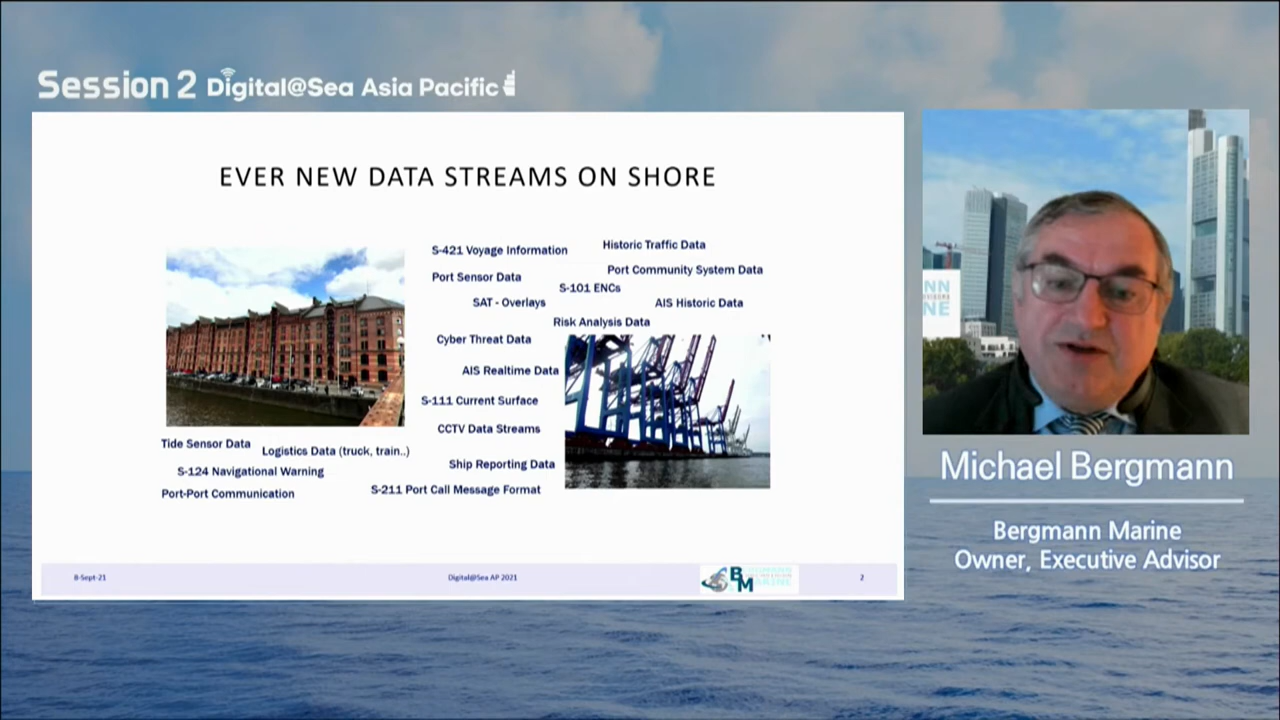 Session 2 Digital@Sea Asia Pacific
EVER NEW DATA STREAMS ON SHORE
S-421 Voyage Information
Historic Traffic Data
Port Sensor Data
Port Community System Data
S-101 ENCs
SAT - Overlays
AIS Historic Data
Risk Analysis Data
Cyber Threat Data
AIS Realtime Data
S-111 Current Surface
CCTV Data Streams
Ship Reporting Data
S-211 Port Call Message Format
Tide Sensor Data
Logistics Data (truck, train..)
S-124 Navigational Warning
Port-Port Communication
8-Sept-21
Digital@Sea AP 2021
BM
2
NN
NE
Michael Bergmann
Bergmann Marine
Owner, Executive Advisor